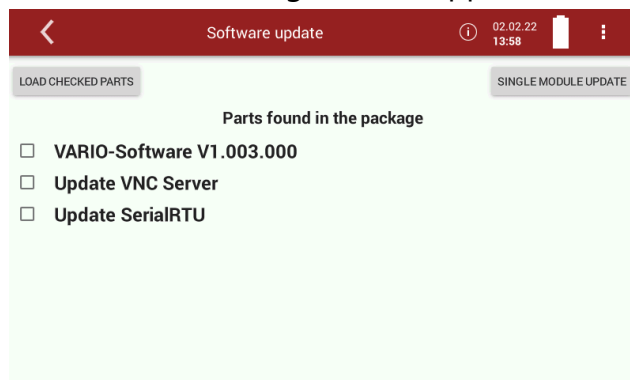 Software update
02.02.22
13:58
LOAD CHECKED PARTS
SINGLE MODULE UPDATE
Parts found in the package
VARIO-Software V1.003.000
Update VNC Server
Update SerialRTU